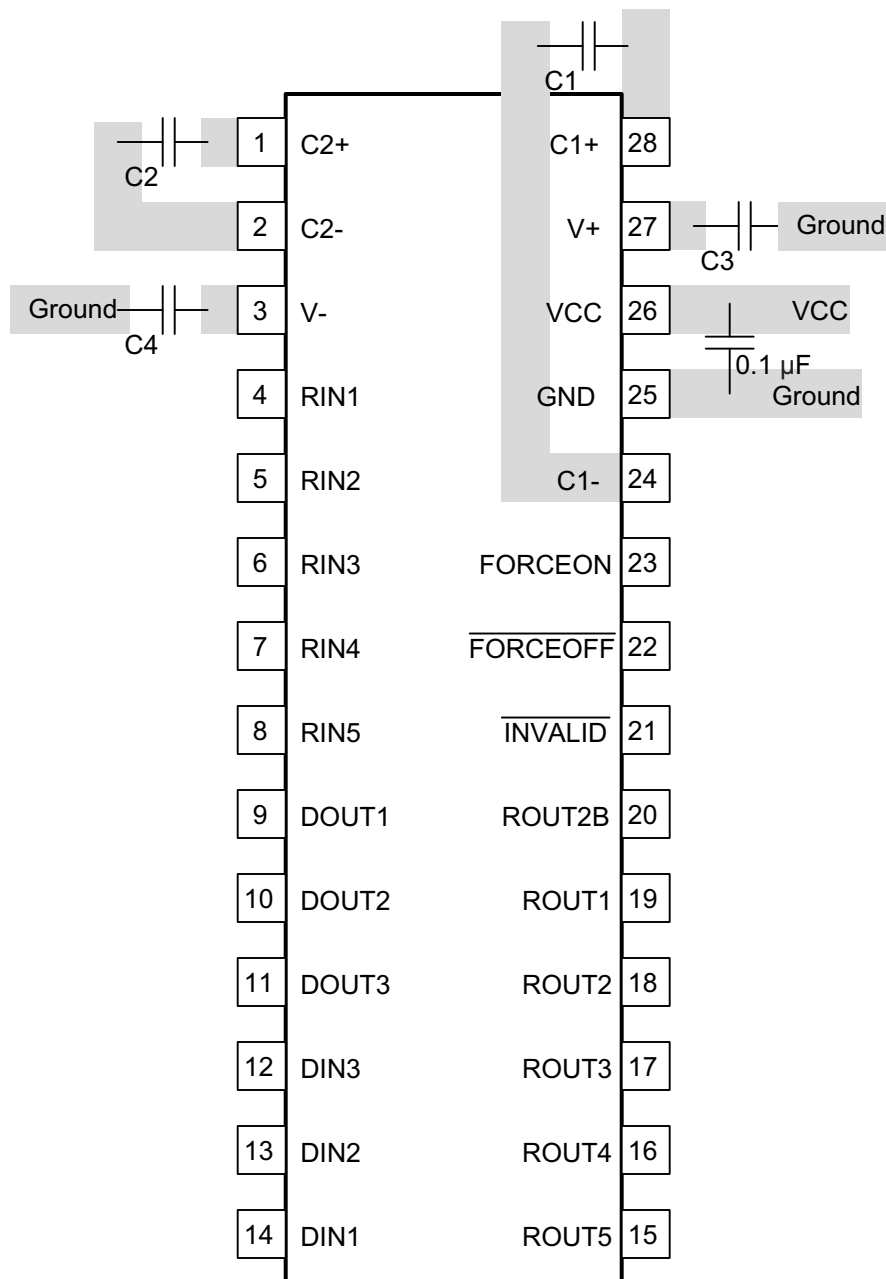 C1
1 C2+ C1+ 28
C2
2 C2- V+ 27 Ground
C3
Ground 3 V- VCC 26 VCC
C4
0.1 µF
4 RIN1 GND 25 Ground
5 RIN2 C1- 24
6 RIN3 FORCEON 23
7 RIN4 FORCEOFF 22
8 RIN5 INVALID 21
9 DOUT1 ROUT2B 20
10 DOUT2 ROUT1 19
11 DOUT3 ROUT2 18
12 DIN3 ROUT3 17
13 DIN2 ROUT4 16
14 DIN1 ROUT5 15